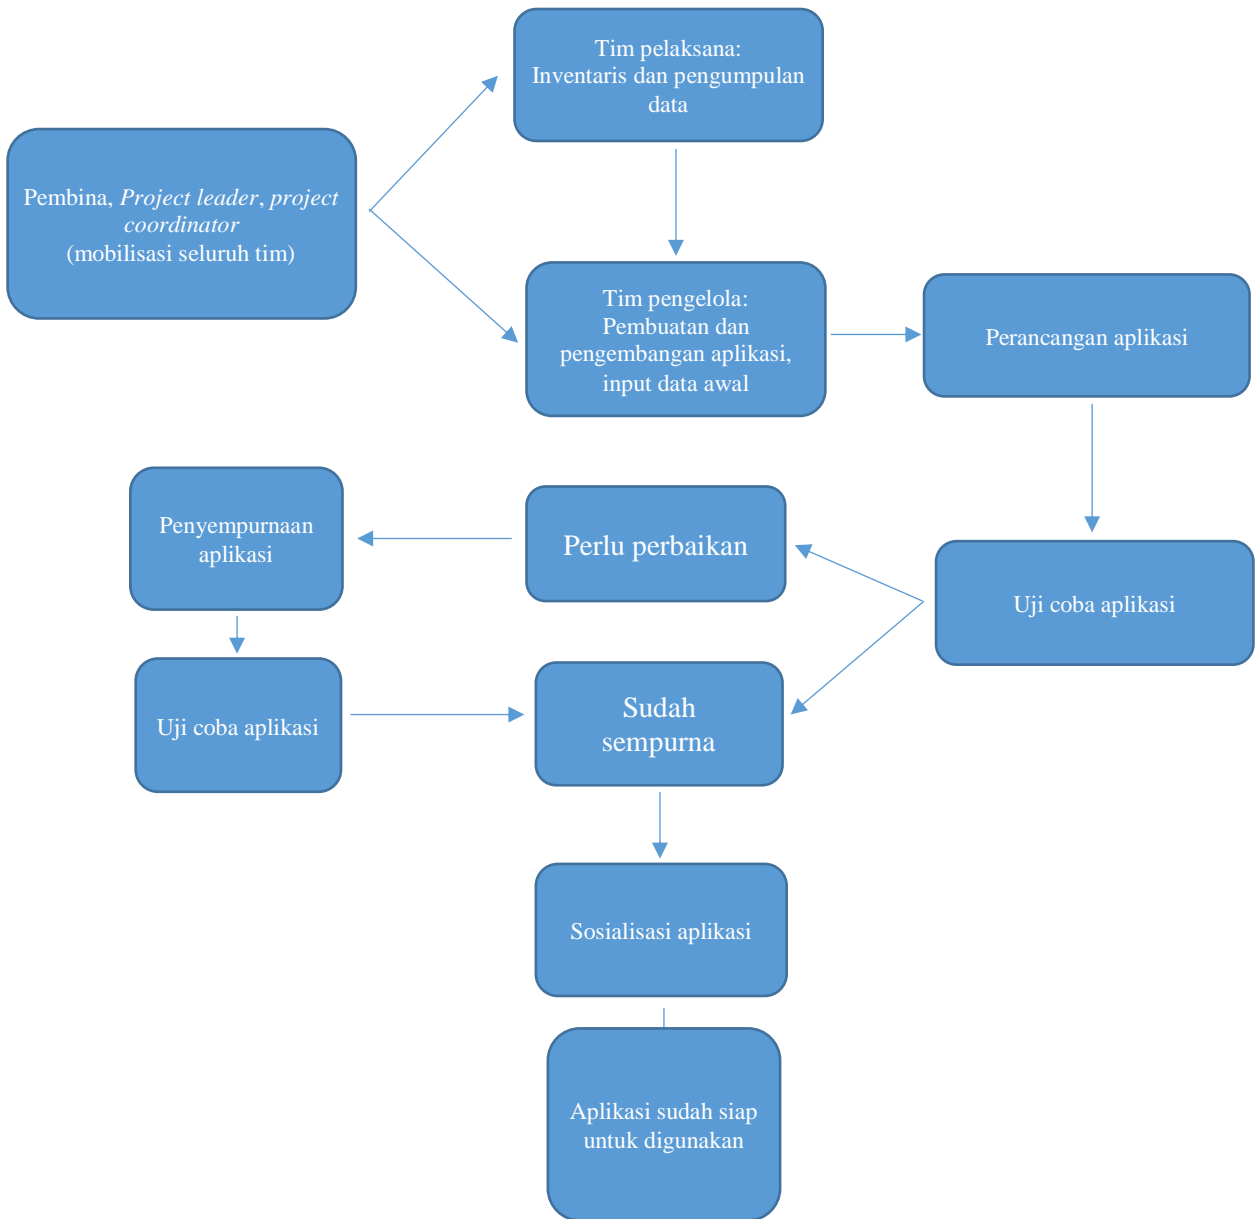 Tim pelaksana:
Inventaris dan pengumpulan
data
Pembina, Project leader, project
coordinator
(mobilisasi seluruh tim)
Tim pengelola:
Pembuatan dan
pengembangan aplikasi,
input data awal
Perancangan aplikasi
Penyempurnaan
aplikasi
Perlu perbaikan
Uji coba aplikasi
Uji coba aplikasi
Sudah
sempurna
Sosialisasi aplikasi
Aplikasi sudah siap
untuk digunakan